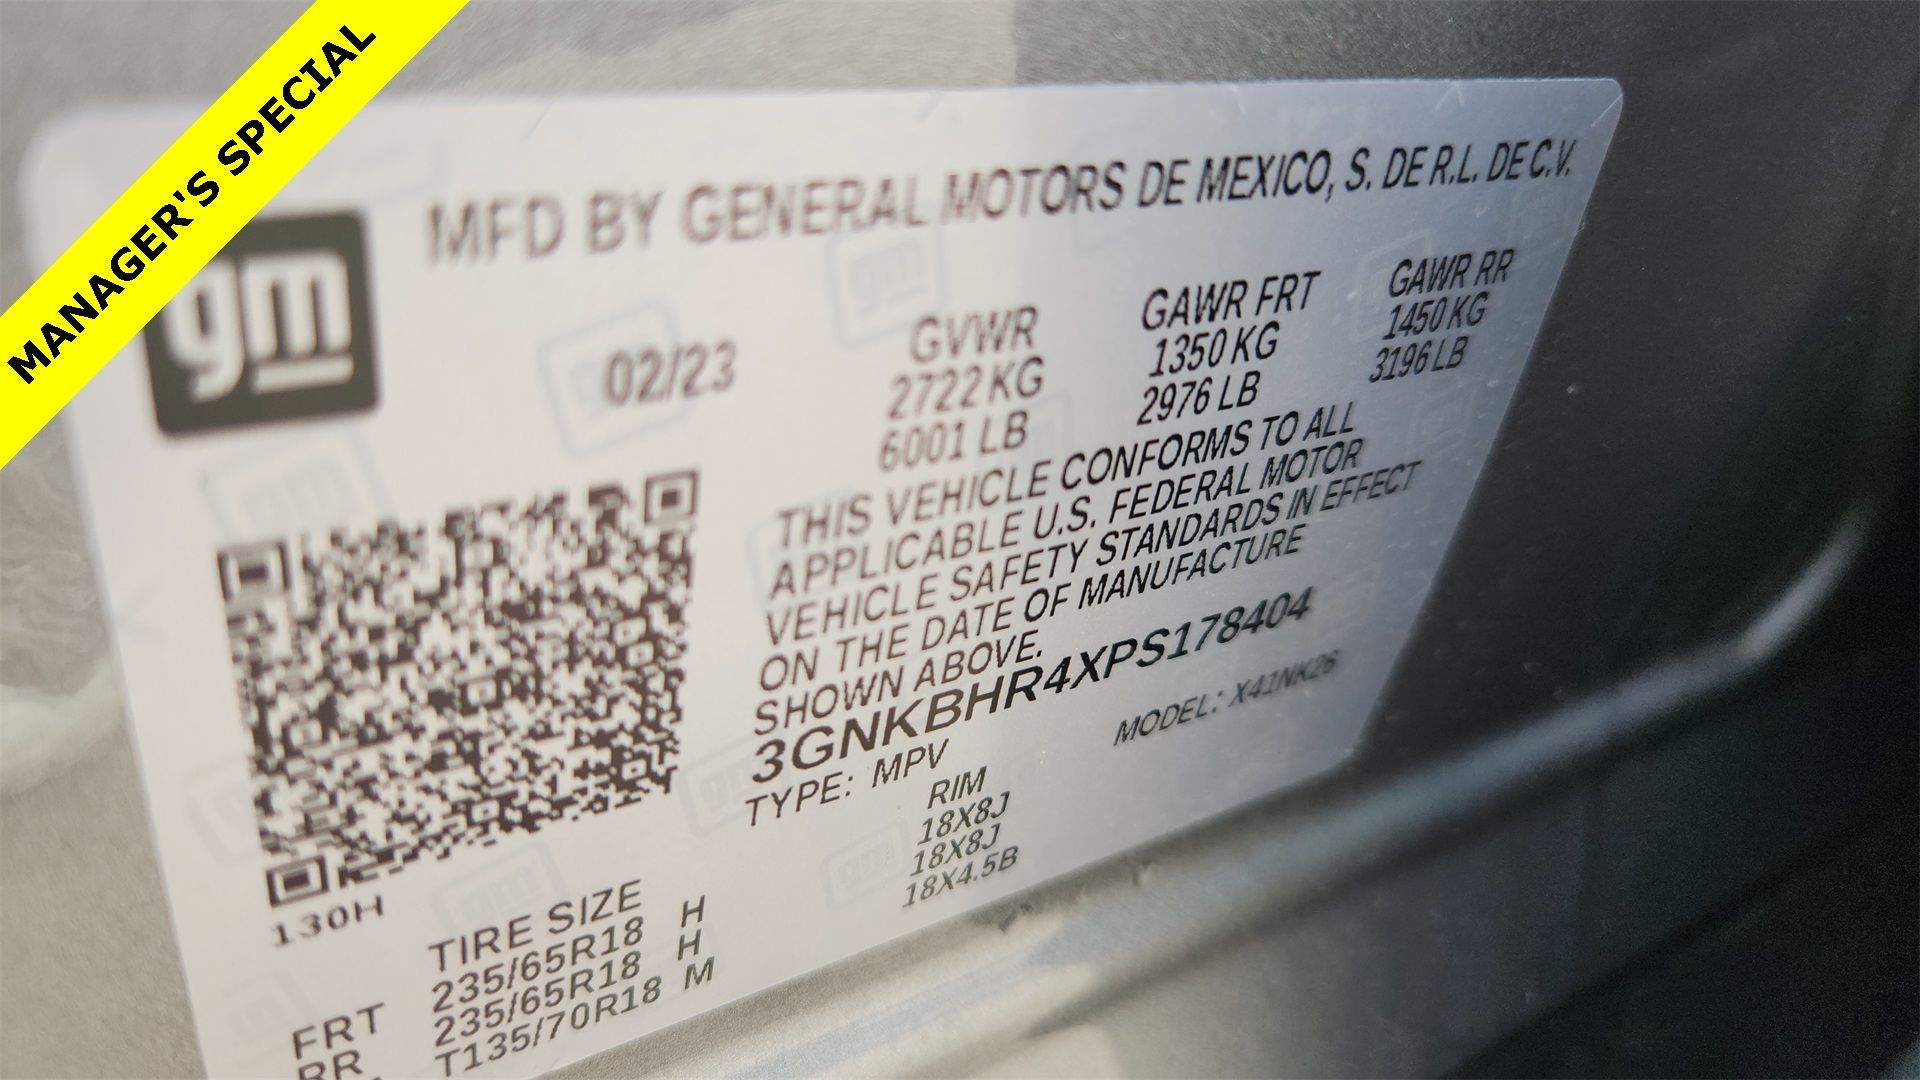 MANAGER'S SPECIAL
gm
MFD BY GENERAL MOTORS DE MEXICO, S. DE R.L. DE C.V.
02/23
GVWR
2722 KG
6001 LB
GAWR FRT
1350 KG
2976 LB
GAWR RR
1450 KG
3196 LB
THIS VEHICLE CONFORMS TO ALL
APPLICABLE U.S. FEDERAL MOTOR
VEHICLE SAFETY STANDARDS IN EFFECT
ON THE DATE OF MANUFACTURE
SHOWN ABOVE.
3GNKBHR4XPS178404
TYPE: MPV
MODEL: X41NK26
130H
TIRE SIZE
RIM
FRT 235/65R18 H 18X8J
RR 235/65R18 H 18X8J
T135/70R18 M 18X4.5B